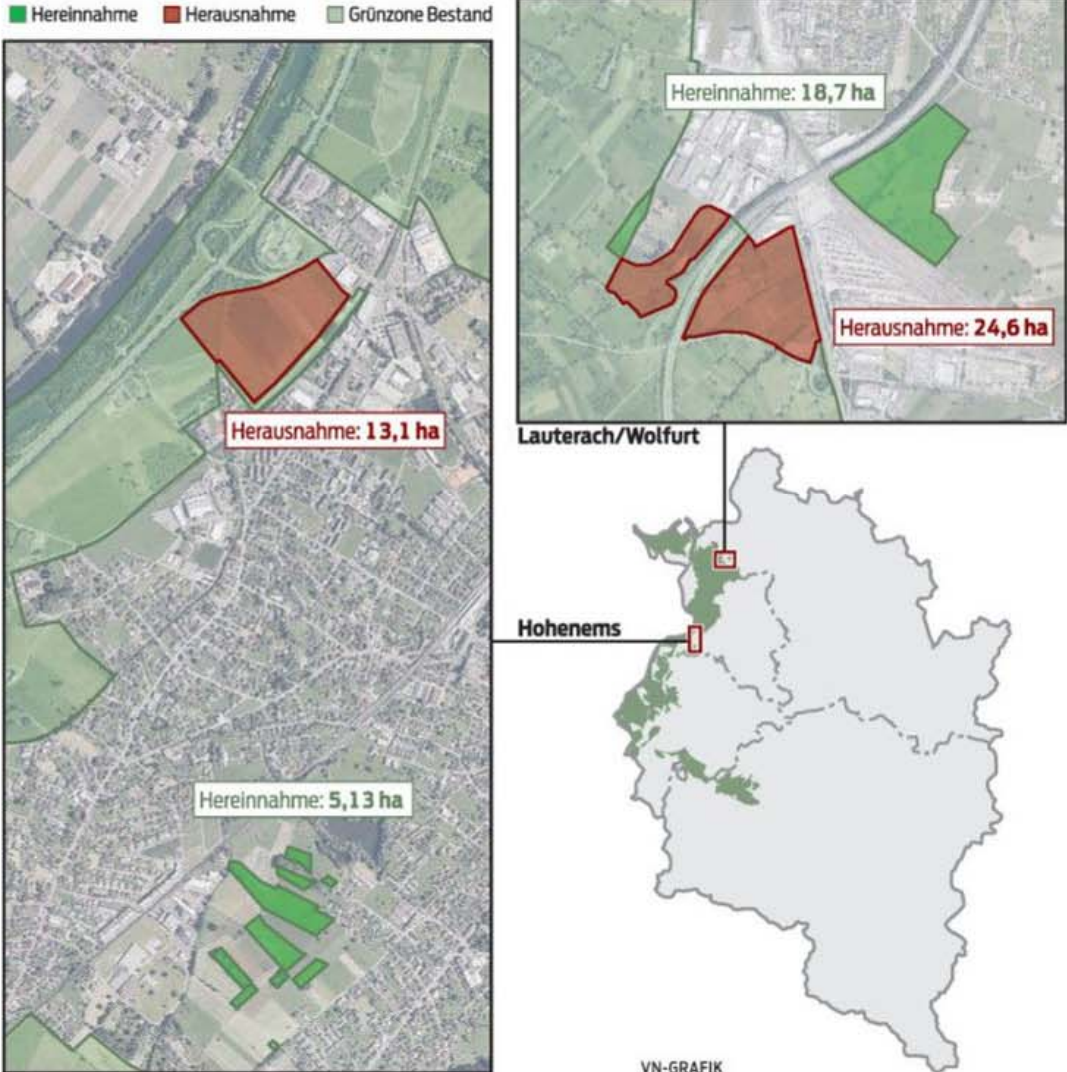 Hereinnahme Herausnahme Grünzone Bestand
Herausnahme: 13,1 ha
Hereinnahme: 5,13 ha
Hereinnahme: 18,7 ha
Herausnahme: 24,6 ha
Lauterach/Wolfurt
Hohenems
VN-GRAFIK